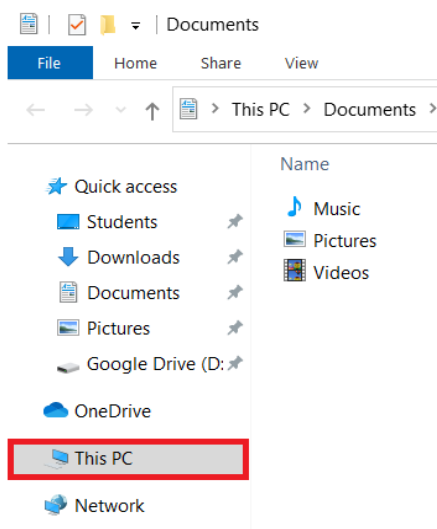 Documents
File Home Share View
This PC > Documents >
Name
Quick access
Students
Downloads
Documents
Pictures
Google Drive (D:
OneDrive
This PC
Network
Music
Pictures
Videos